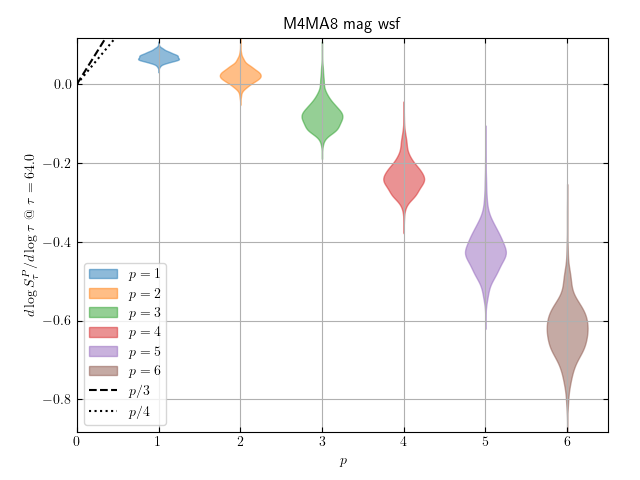 M4MA8 mag wsf
d log S_τ^P / d log τ @ τ = 64.0
0.0
−0.2
−0.4
−0.6
−0.8
p = 1
p = 2
p = 3
p = 4
p = 5
p = 6
p/3
p/4
0 1 2 3 4 5 6
p